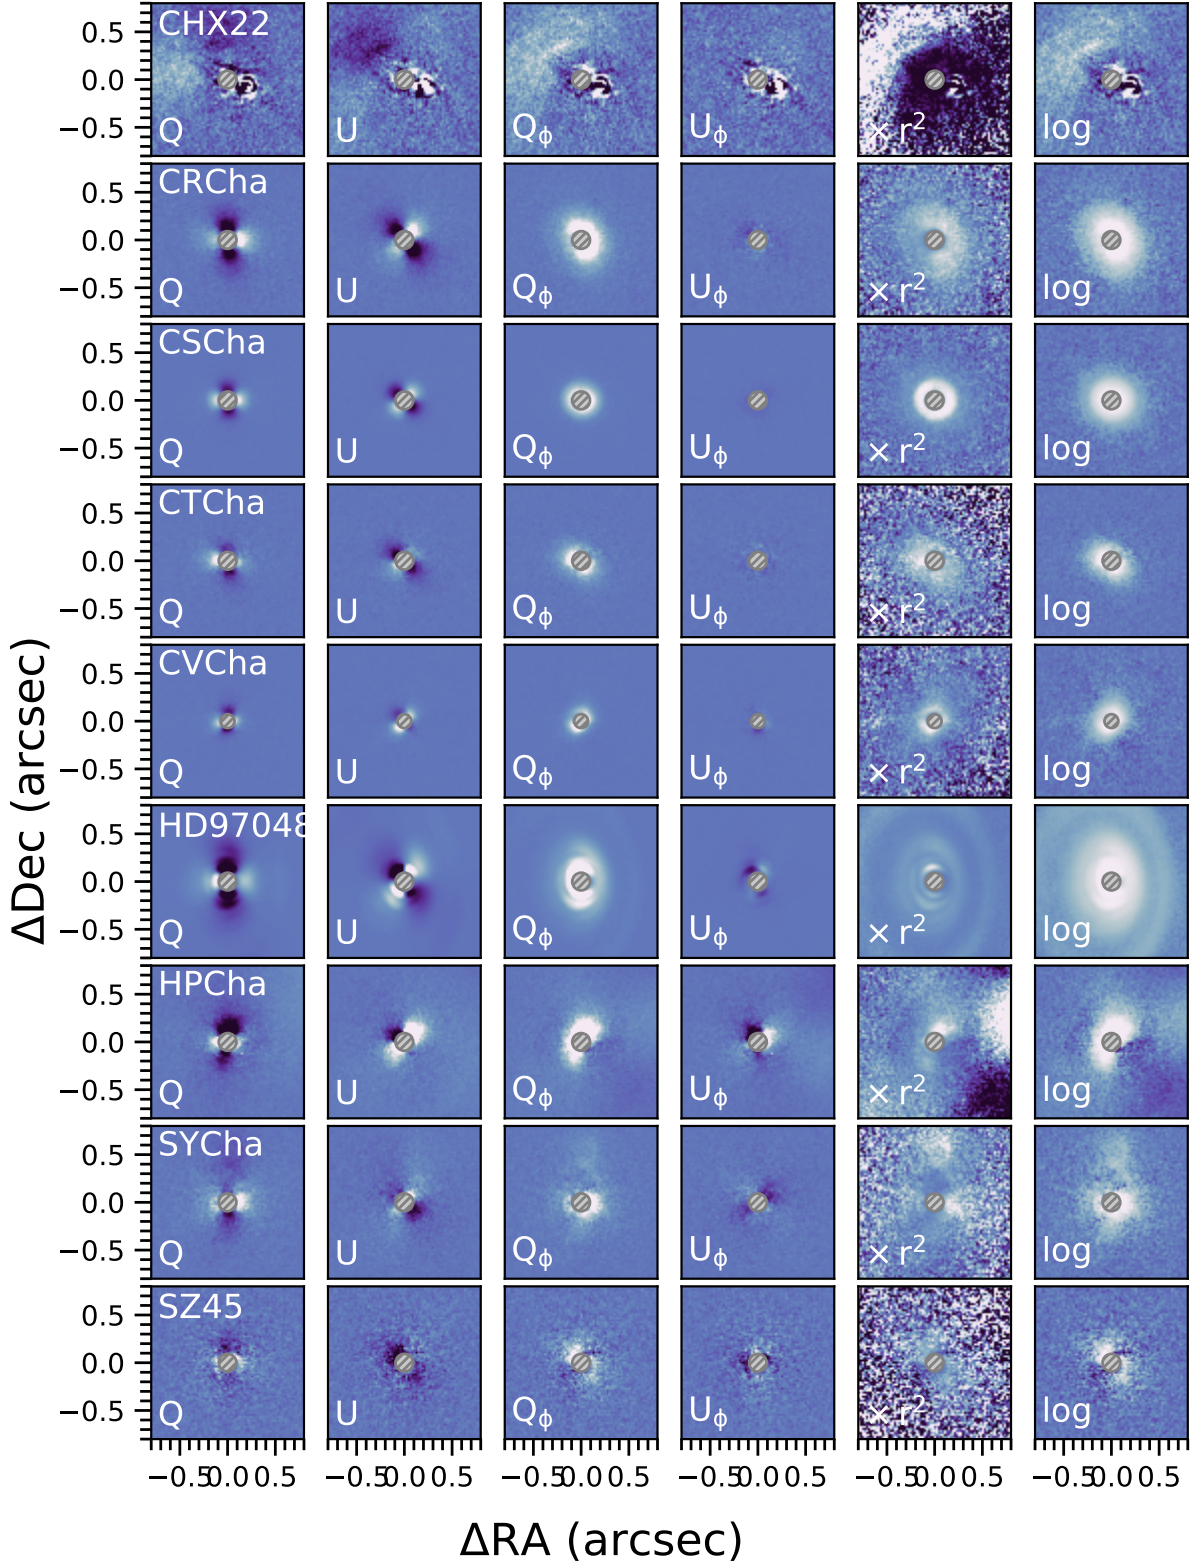 CHX22
0.5
0.0
−0.5
Q
U
Qϕ
Uϕ
× r²
log
CRCha
0.5
0.0
−0.5
Q
U
Qϕ
Uϕ
× r²
log
CSCha
0.5
0.0
−0.5
Q
U
Qϕ
Uϕ
× r²
log
CTCha
0.5
0.0
−0.5
Q
U
Qϕ
Uϕ
× r²
log
CVCha
0.5
0.0
−0.5
Q
U
Qϕ
Uϕ
× r²
log
HD97048
0.5
0.0
−0.5
Q
U
Qϕ
Uϕ
× r²
log
HPCha
0.5
0.0
−0.5
Q
U
Qϕ
Uϕ
× r²
log
SYCha
0.5
0.0
−0.5
Q
U
Qϕ
Uϕ
× r²
log
SZ45
0.5
0.0
−0.5
Q
U
Qϕ
Uϕ
× r²
log
−0.5 0.0 0.5 −0.5 0.0 0.5 −0.5 0.0 0.5 −0.5 0.0 0.5 −0.5 0.0 0.5 −0.5 0.0 0.5
ΔDec (arcsec)
ΔRA (arcsec)